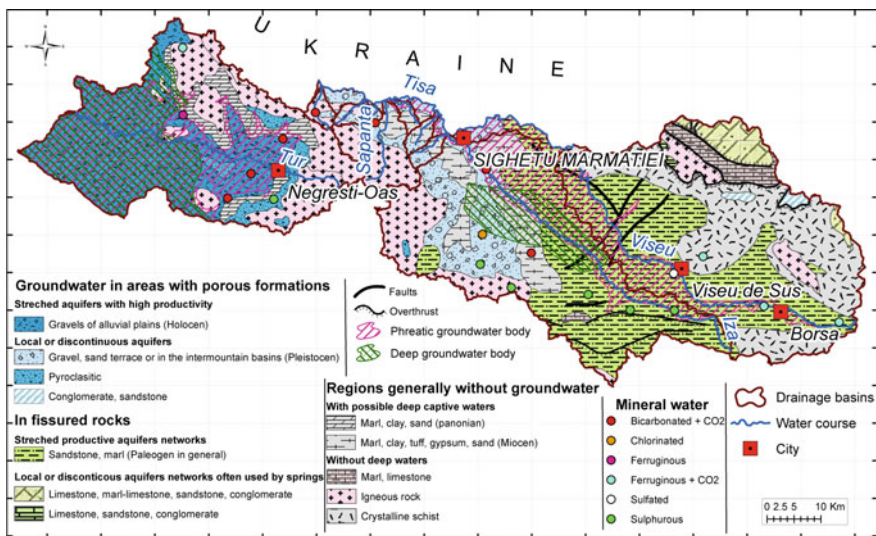 UKRAINE
Tisa
Sapanta
SIGHETU MARMATIEI
Tur
Negresti-Oas
Viseu
Viseu de Sus
Iza
Borsa
Groundwater in areas with porous formations
Streched aquifers with high productivity
Gravels of alluvial plains (Holocen)
Local or discontinuous aquifers
Gravel, sand terrace or in the intermountain basins (Pleistocen)
Pyroclasitic
Conglomerate, sandstone
In fissured rocks
Streched productive aquifers networks
Sandstone, marl (Paleogen in general)
Local or disconticous aquifers networks often used by springs
Limestone, marl-limestone, sandstone, conglomerate
Limestone, sandstone, conglomerate
Faults
Overthrust
Phreatic groundwater body
Deep groundwater body
Regions generally without groundwater
With possible deep captive waters
Marl, clay, sand (panonian)
Marl, clay, tuff, gypsum, sand (Miocen)
Without deep waters
Marl, limestone
Igneous rock
Crystalline schist
Mineral water
Bicarbonated + CO2
Chlorinated
Ferruginous
Ferruginous + CO2
Sulfated
Sulphurous
Drainage basins
Water course
City
0 2.5 5 10 Km